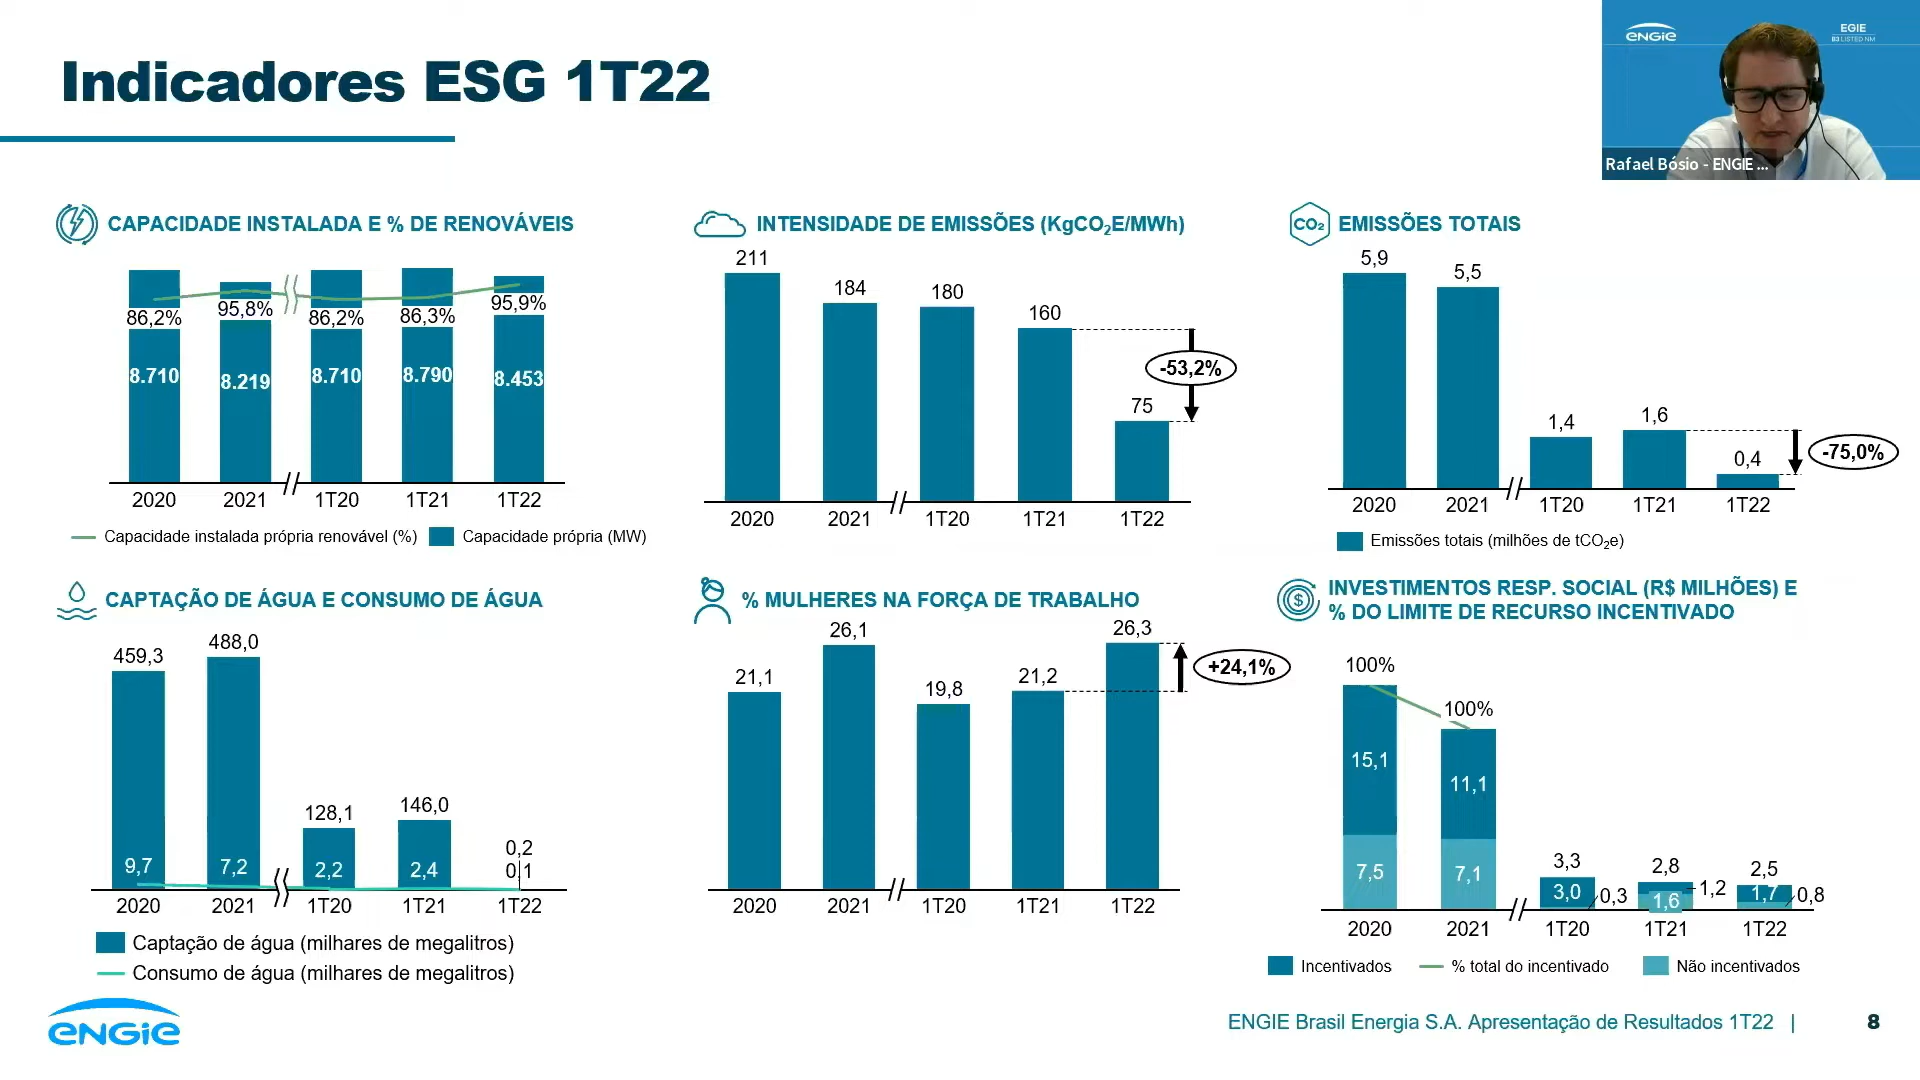 Indicadores ESG 1T22
ENGIE
EGIE
B3 LISTED NM
Rafael Bósio - ENGIE ...
CAPACIDADE INSTALADA E % DE RENOVÁVEIS
86,2% 95,8% 86,2% 86,3% 95,9%
8.710 8.219 8.710 8.790 8.453
2020 2021 1T20 1T21 1T22
Capacidade instalada própria renovável (%) Capacidade própria (MW)
INTENSIDADE DE EMISSÕES (KgCO₂E/MWh)
211 184 180 160 75
-53,2%
2020 2021 1T20 1T21 1T22
CO₂ EMISSÕES TOTAIS
5,9 5,5 1,4 1,6 0,4
-75,0%
2020 2021 1T20 1T21 1T22
Emissões totais (milhões de tCO₂e)
CAPTAÇÃO DE ÁGUA E CONSUMO DE ÁGUA
459,3 488,0 128,1 146,0 0,2
9,7 7,2 2,2 2,4 0,1
2020 2021 1T20 1T21 1T22
Captação de água (milhares de megalitros)
Consumo de água (milhares de megalitros)
% MULHERES NA FORÇA DE TRABALHO
21,1 26,1 19,8 21,2 26,3
+24,1%
2020 2021 1T20 1T21 1T22
$ INVESTIMENTOS RESP. SOCIAL (R$ MILHÕES) E
% DO LIMITE DE RECURSO INCENTIVADO
100% 100%
15,1 11,1
3,3 2,8 2,5
7,5 7,1 3,0 0,3 1,6 1,2 1,7 0,8
2020 2021 1T20 1T21 1T22
Incentivados % total do incentivado Não incentivados
ENGIE
ENGIE Brasil Energia S.A. Apresentação de Resultados 1T22 | 8